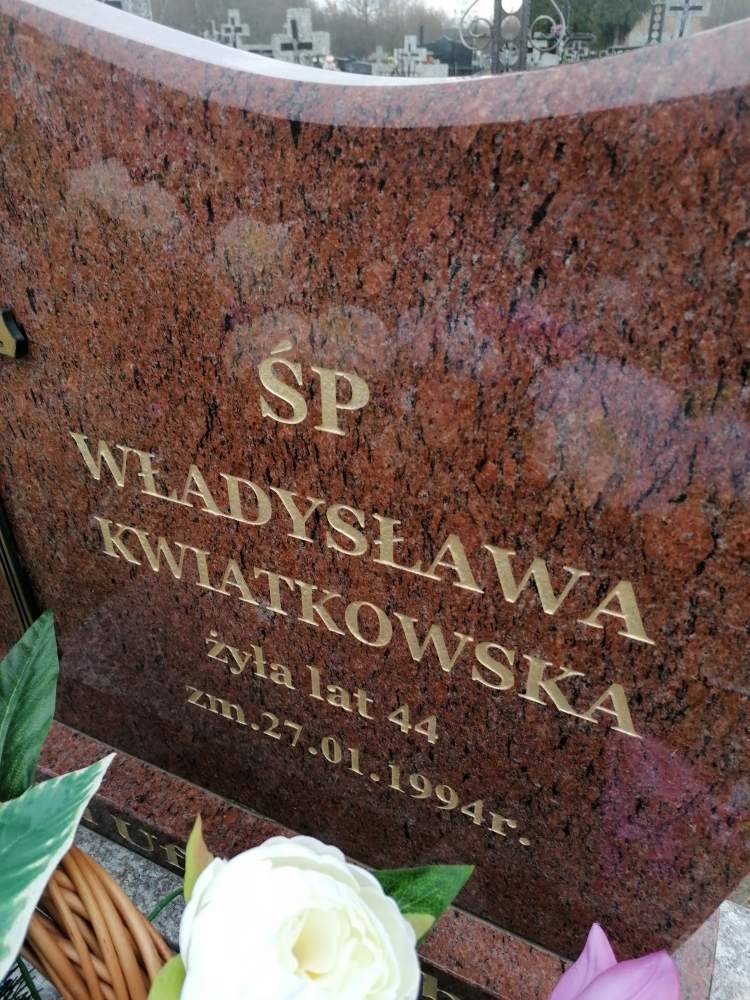 ŚP
WŁADYSŁAWA
KWIATKOWSKA
żyła lat 44
zm.27.01.1994r.